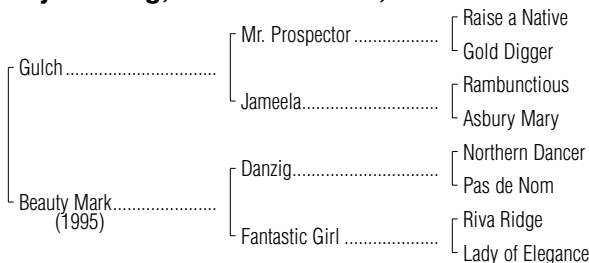 Raise a Native
Mr. Prospector
Gold Digger
Gulch
Rambunctious
Jameela
Asbury Mary
Northern Dancer
Danzig
Pas de Nom
Beauty Mark
(1995)
Riva Ridge
Fantastic Girl
Lady of Elegance